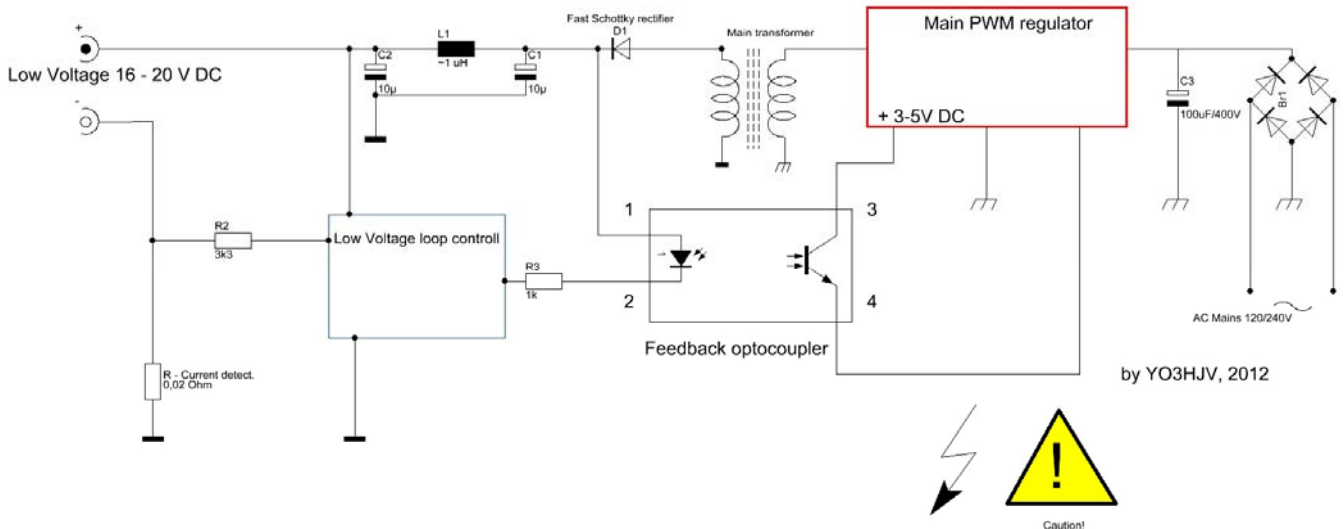 Main PWM regulator
Fast Schottky rectifier
D1
Main transformer
+
L1
~1 uH
C2
10µ
C1
10µ
Low Voltage 16 - 20 V DC
-
C3
100uF/400V
Br1
+ 3-5V DC
1
3
R2
3k3
Low Voltage loop controll
R3
1k
2
4
AC Mains 120/240V
Feedback optocoupler
R - Current detect.
0,02 Ohm
by YO3HJV, 2012
!
Caution!